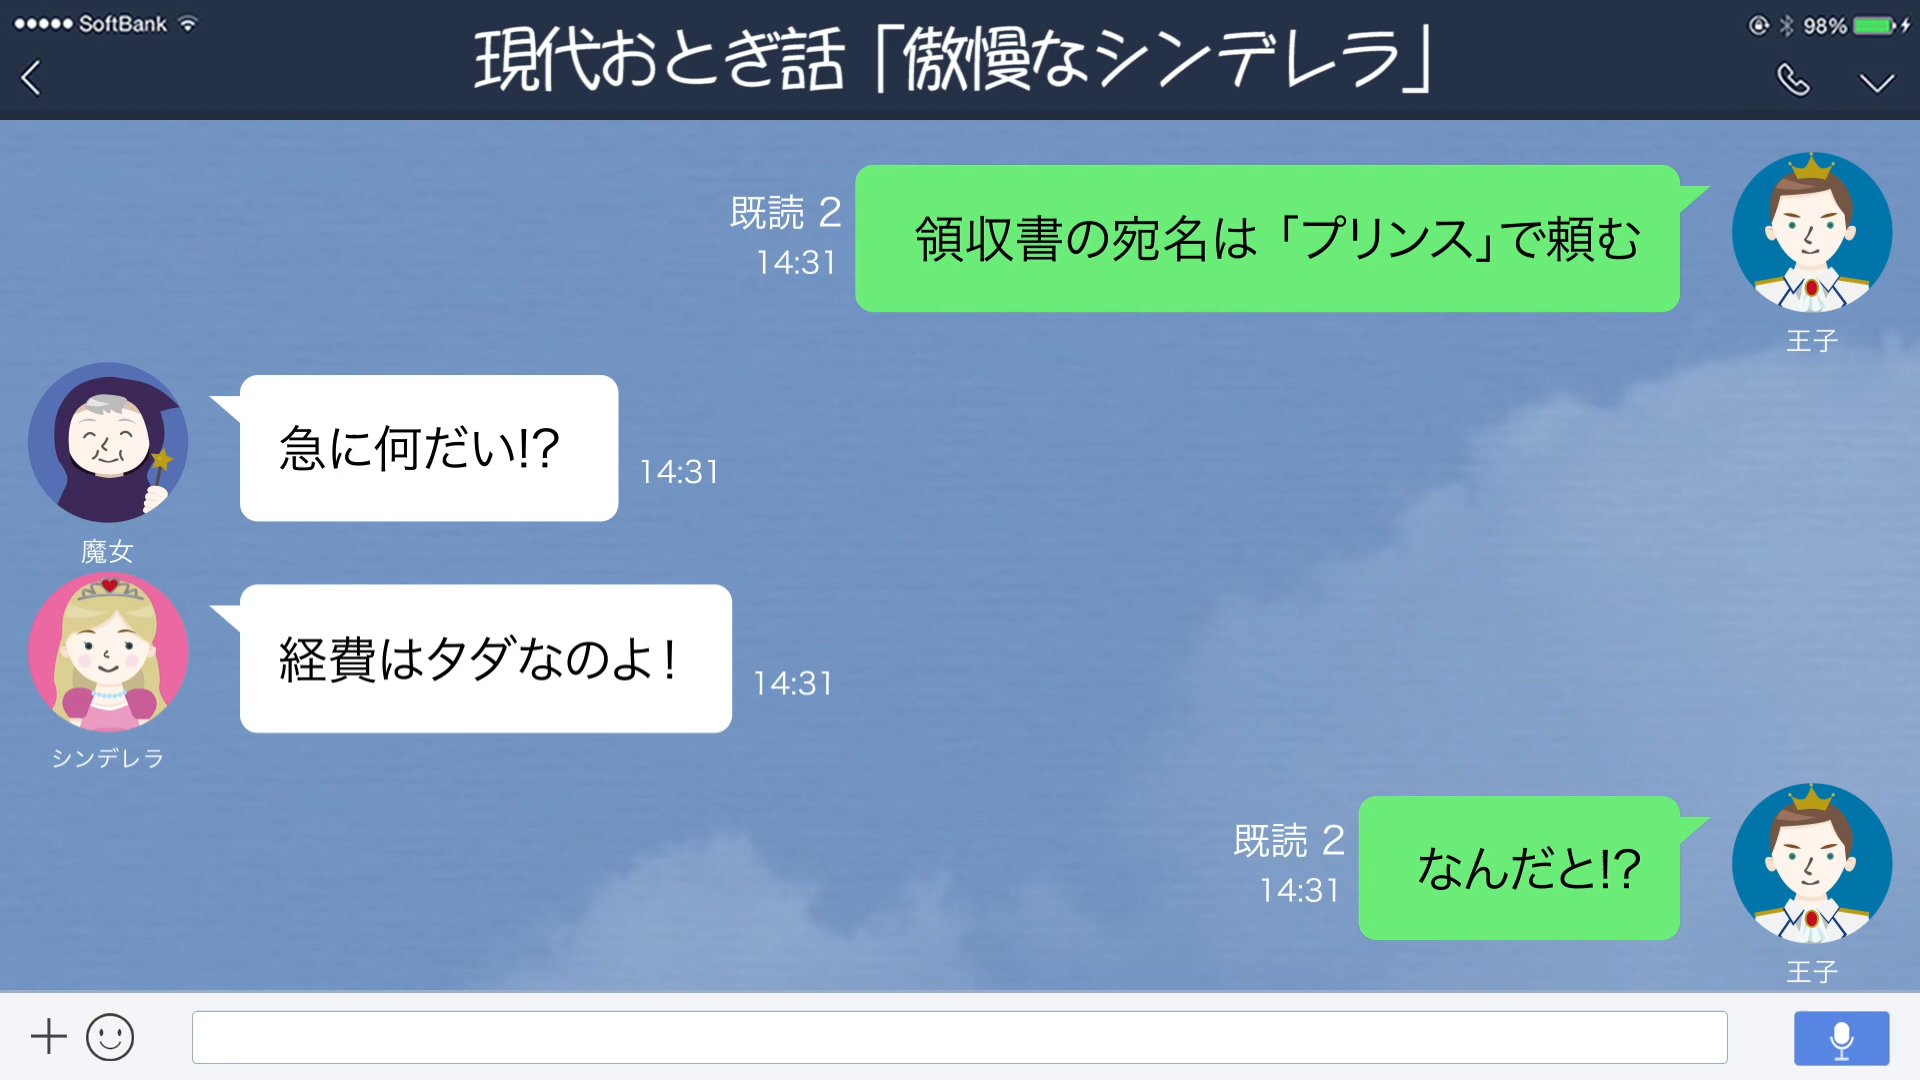 SoftBank
98%
現代おとぎ話「傲慢なシンデレラ」
領収書の宛名は「プリンス」で頼む
既読 2
14:31
王子
急に何だい!?
14:31
魔女
経費はタダなのよ!
14:31
シンデレラ
なんだと!?
既読 2
14:31
王子